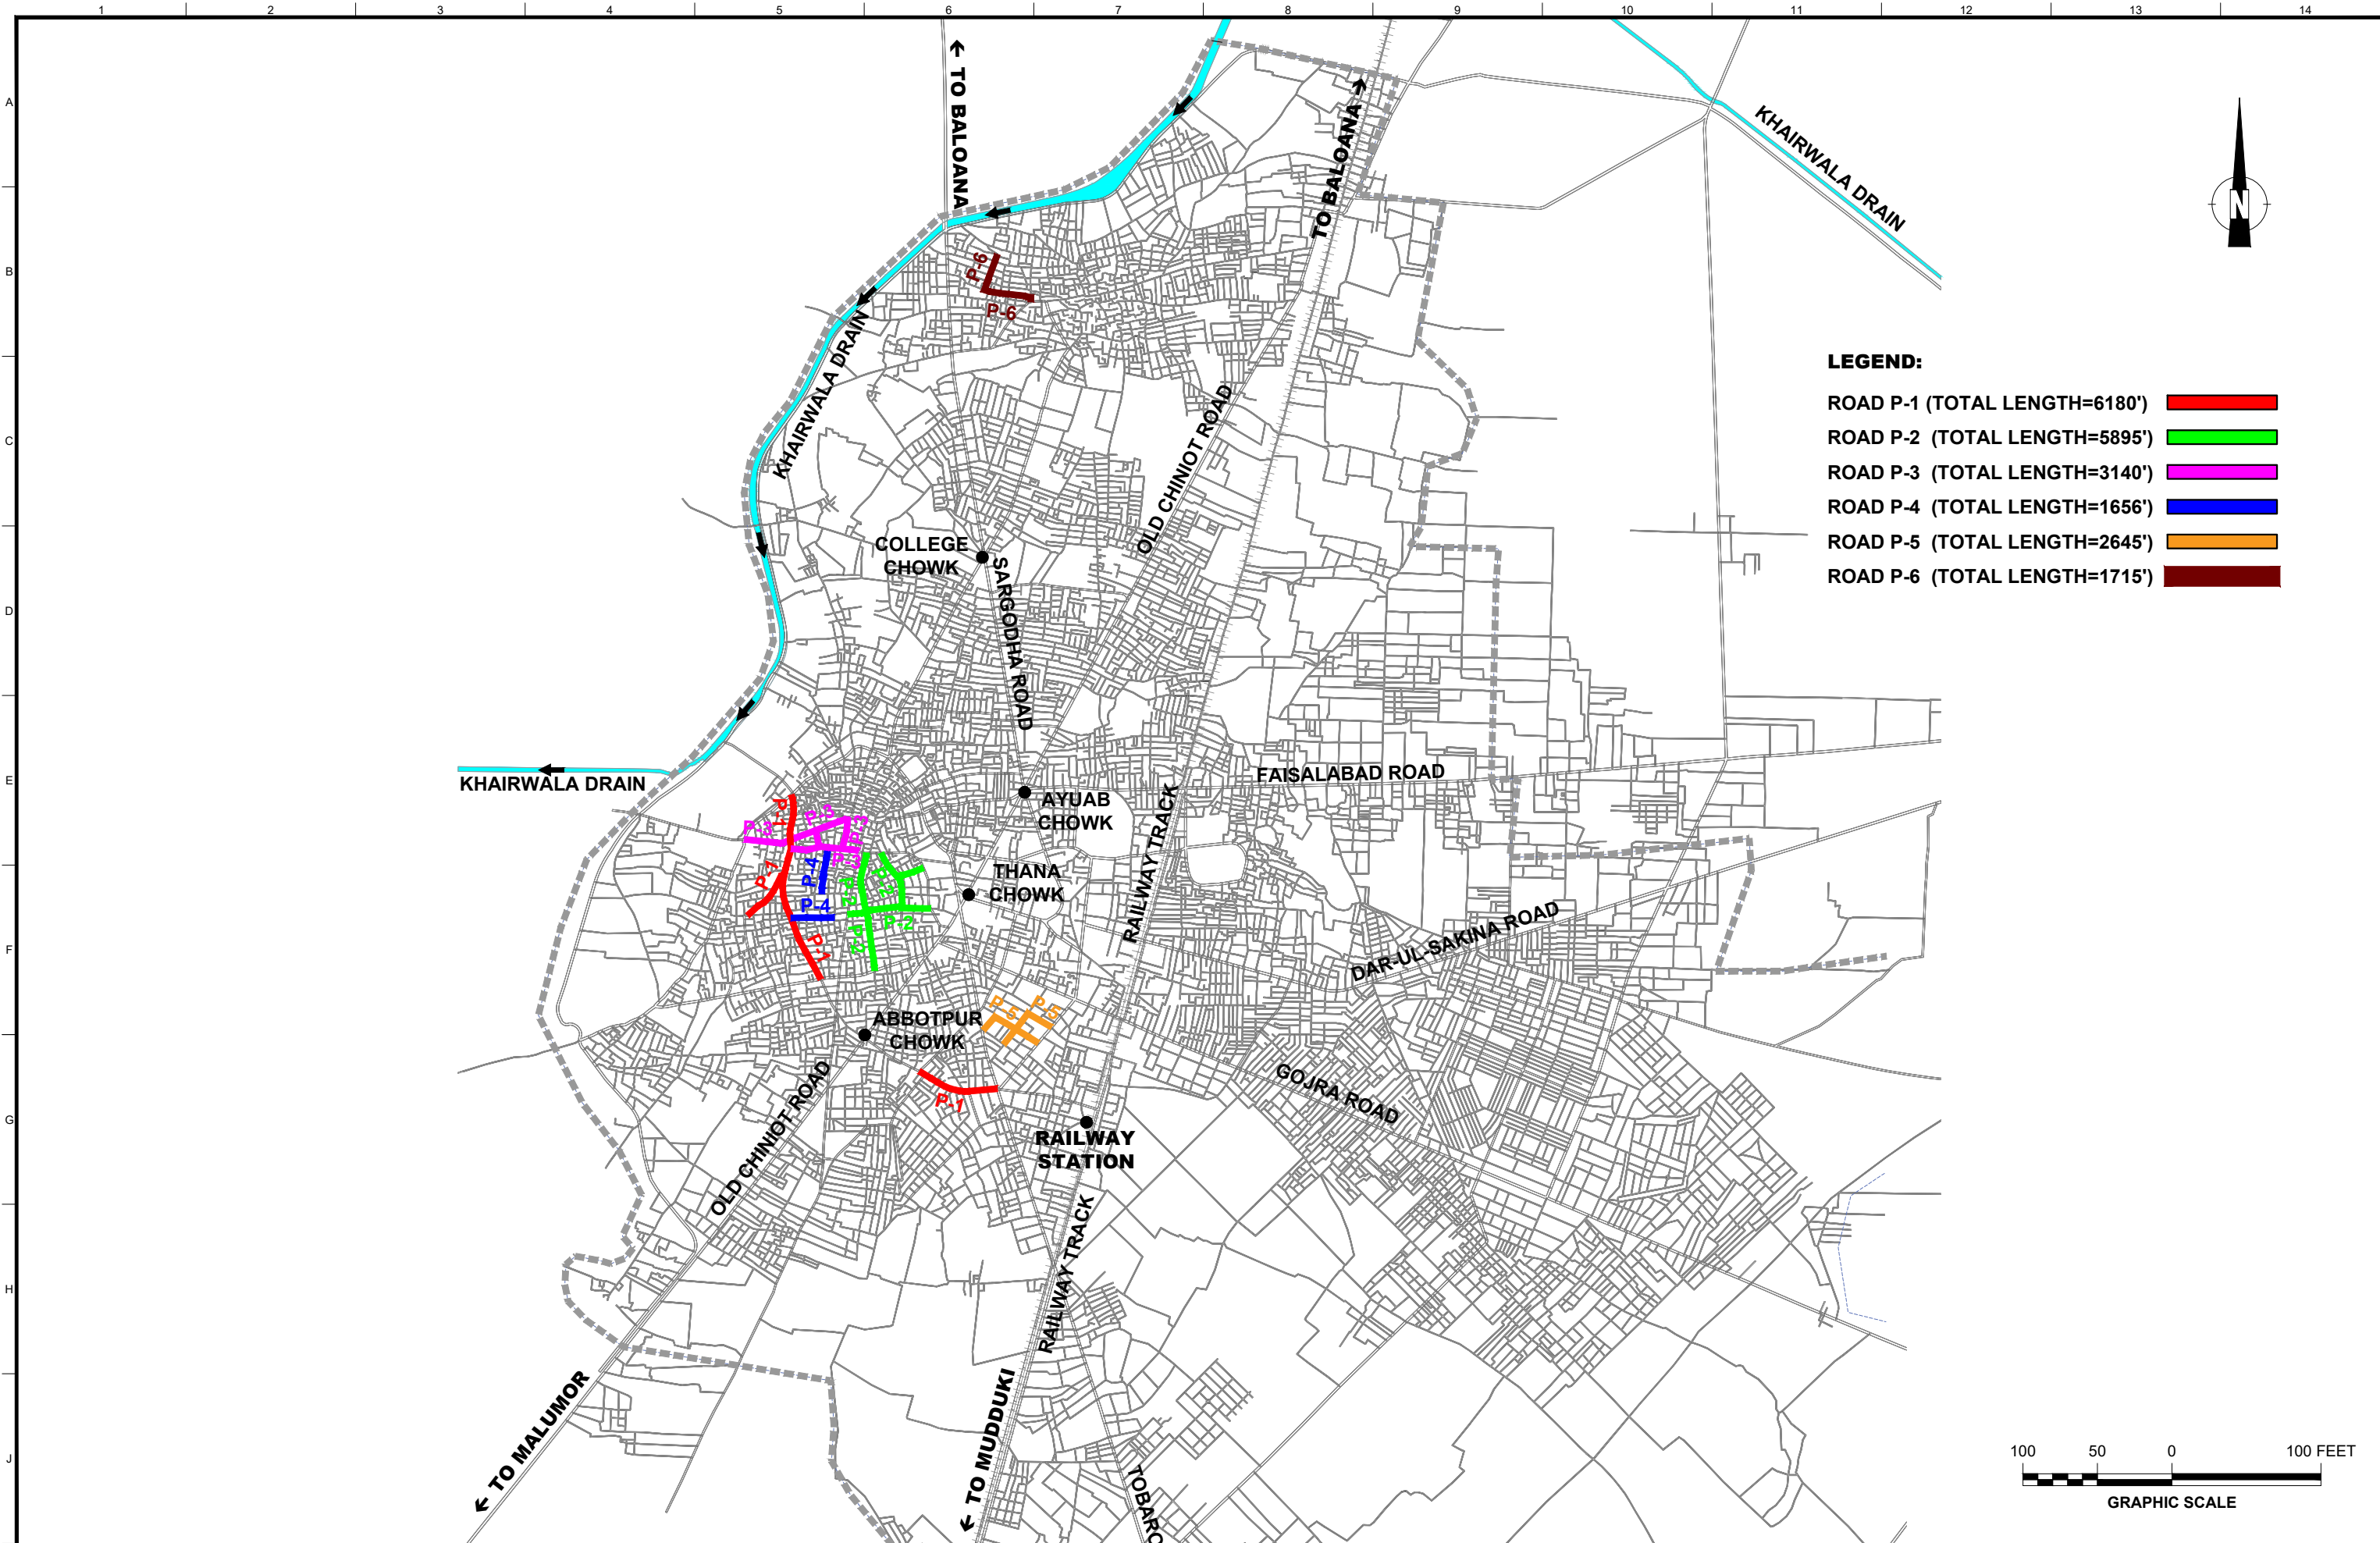 1 2 3 4 5 6 7 8 9 10 11 12 13 14
A
B
C
D
E
F
G
H
J
← TO BALOANA
TO BALOANA →
KHAIRWALA DRAIN
N
P-6
P-6
KHAIRWALA DRAIN
OLD CHINIOT ROAD
LEGEND:
ROAD P-1 (TOTAL LENGTH=6180')
ROAD P-2 (TOTAL LENGTH=5895')
ROAD P-3 (TOTAL LENGTH=3140')
ROAD P-4 (TOTAL LENGTH=1656')
ROAD P-5 (TOTAL LENGTH=2645')
ROAD P-6 (TOTAL LENGTH=1715')
COLLEGE
CHOWK
SARGODHA ROAD
KHAIRWALA DRAIN
FAISALABAD ROAD
AYUAB
CHOWK
RAILWAY TRACK
P-1
P-3
P-3
P-3
P-3
P-1
P-4
P-4
P-1
P-2
P-2
P-2
P-2
THANA
CHOWK
DAR-UL-SAKINA ROAD
P-5
P-5
ABBOTPUR
CHOWK
P-1
GOJRA ROAD
OLD CHINIOT ROAD
RAILWAY
STATION
RAILWAY TRACK
← TO MALUMOR
← TO MUDDUKI
TOBARO
100 50 0 100 FEET
GRAPHIC SCALE